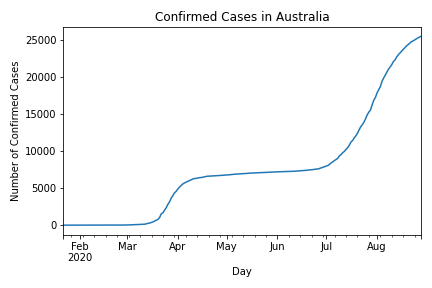 Confirmed Cases in Australia
Number of Confirmed Cases
25000
20000
15000
10000
5000
0
Feb Mar Apr May Jun Jul Aug
2020
Day